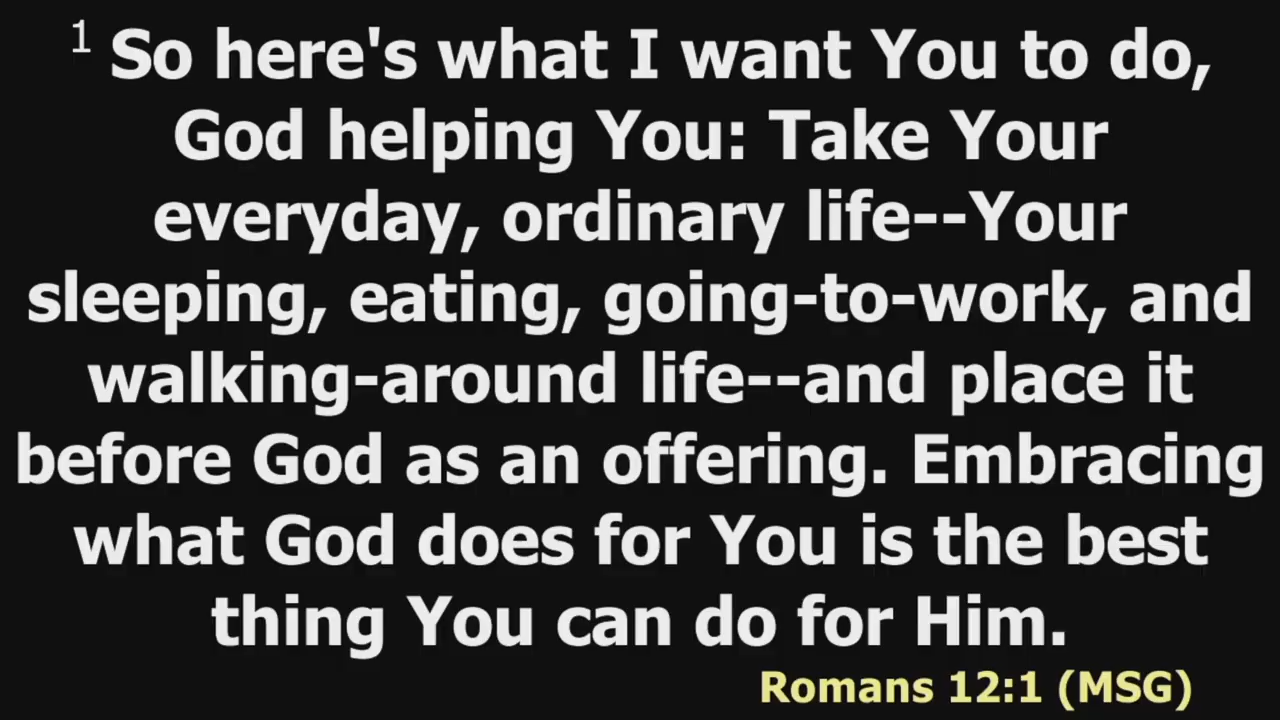 1 So here's what I want You to do,
God helping You: Take Your
everyday, ordinary life--Your
sleeping, eating, going-to-work, and
walking-around life--and place it
before God as an offering. Embracing
what God does for You is the best
thing You can do for Him.
Romans 12:1 (MSG)